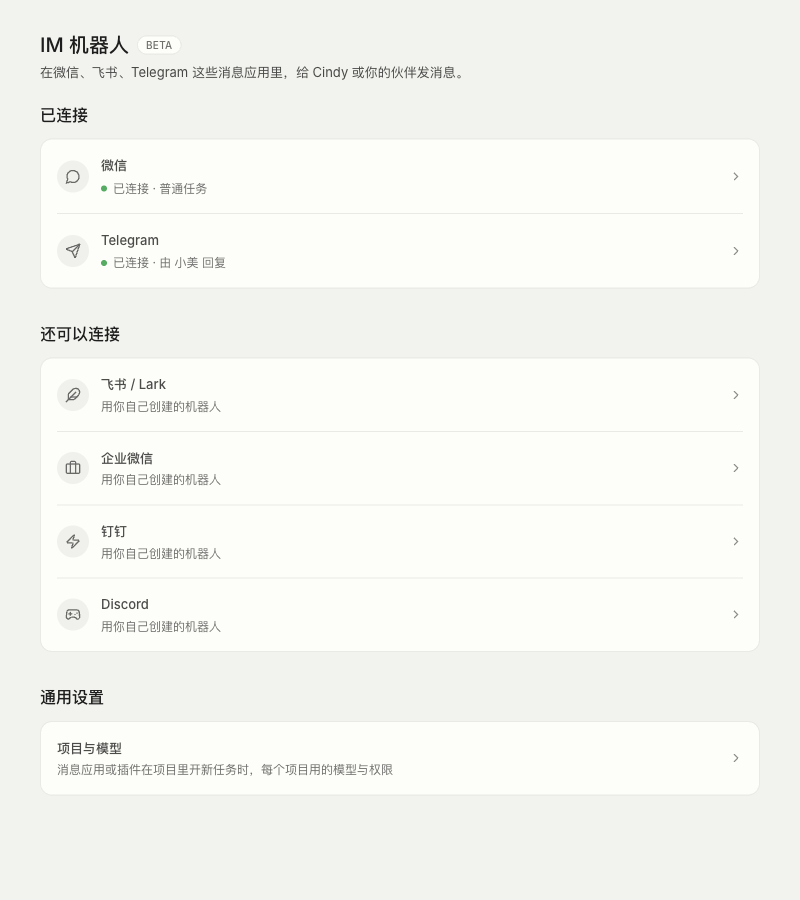 IM 机器人 BETA
在微信、飞书、Telegram 这些消息应用里，给 Cindy 或你的伙伴发消息。
已连接
微信
已连接 · 普通任务
Telegram
已连接 · 由 小美 回复
还可以连接
飞书 / Lark
用你自己创建的机器人
企业微信
用你自己创建的机器人
钉钉
用你自己创建的机器人
Discord
用你自己创建的机器人
通用设置
项目与模型
消息应用或插件在项目里开新任务时，每个项目用的模型与权限